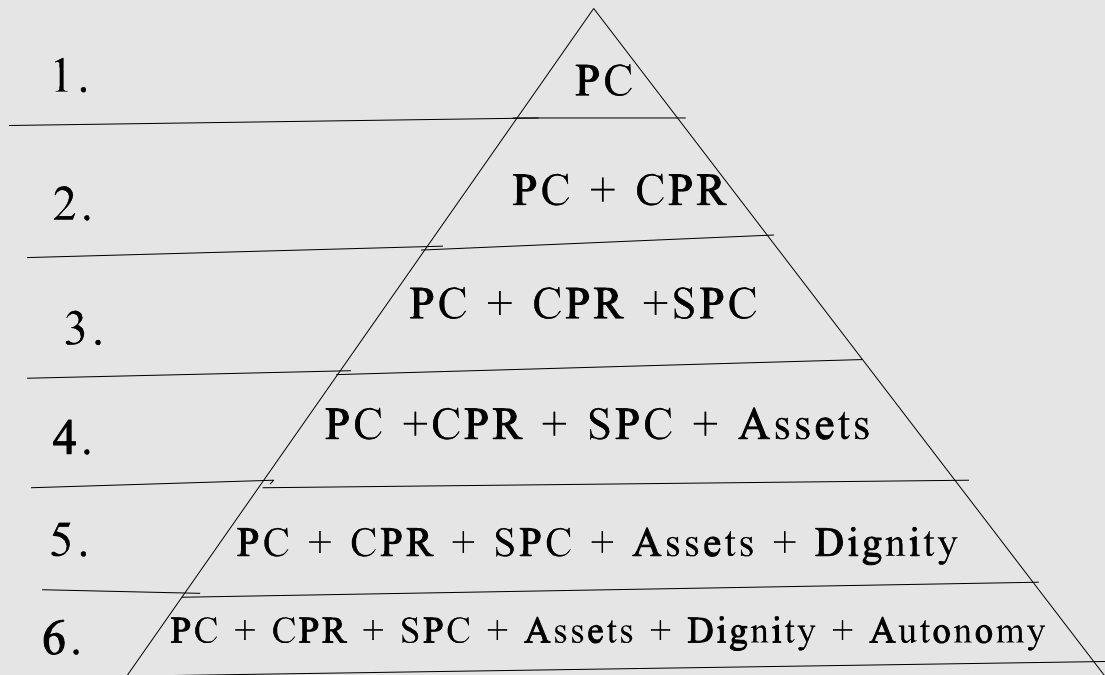 1. PC
2. PC + CPR
3. PC + CPR +SPC
4. PC +CPR + SPC + Assets
5. PC + CPR + SPC + Assets + Dignity
6. PC + CPR + SPC + Assets + Dignity + Autonomy